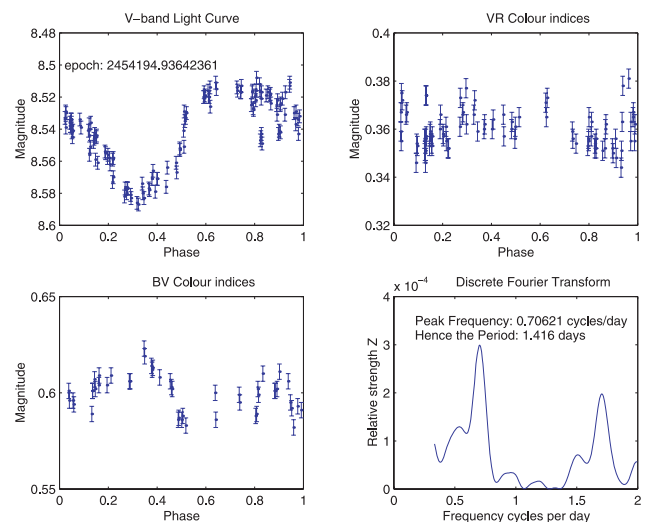 V-band Light Curve
8.48
8.5
8.52
8.54
8.56
8.58
8.6
Magnitude
epoch: 2454194.93642361
0
0.2
0.4
0.6
0.8
1
Phase
VR Colour indices
0.4
0.38
0.36
0.34
0.32
Magnitude
0
0.2
0.4
0.6
0.8
1
Phase
BV Colour indices
0.65
0.6
0.55
Magnitude
0
0.2
0.4
0.6
0.8
1
Phase
x 10⁻⁴
Discrete Fourier Transform
4
3
2
1
0
Relative strength Z
Peak Frequency: 0.70621 cycles/day
Hence the Period: 1.416 days
0
0.5
1
1.5
2
Frequency cycles per day